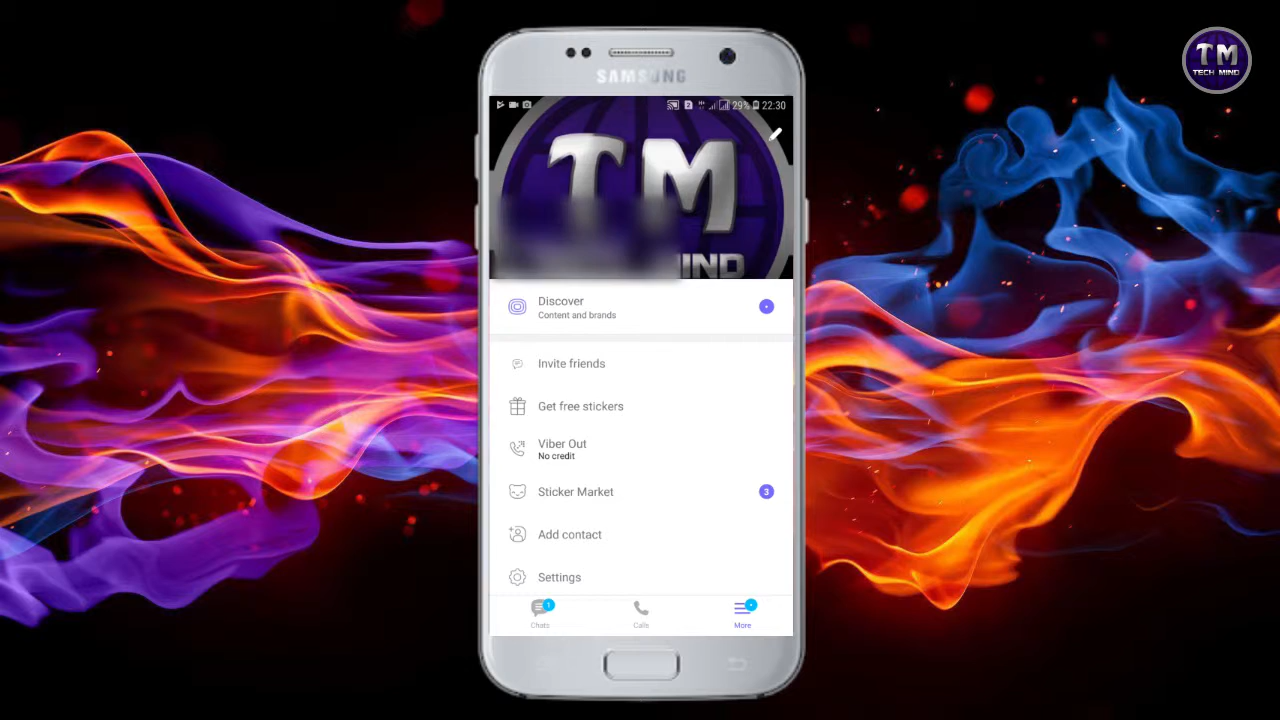 TM
TECH MIND
SAMSUNG
29% 22:30
TM
MIND
Discover
Content and brands
Invite friends
Get free stickers
Viber Out
No credit
Sticker Market
3
Add contact
Settings
1
Chats
Calls
More